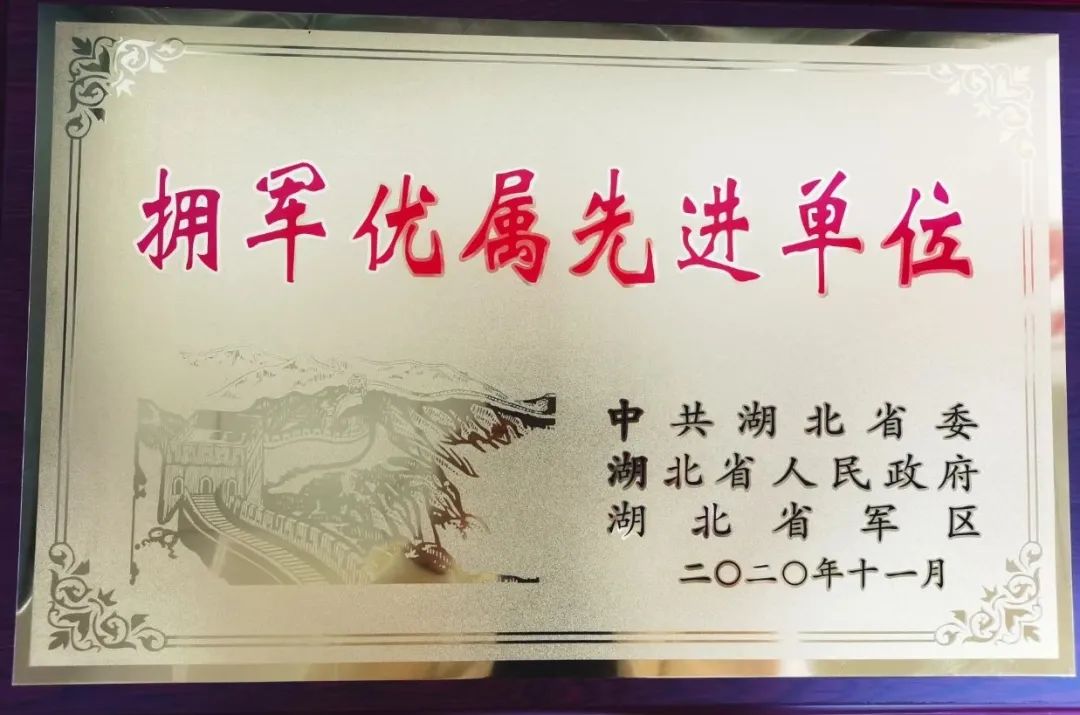 拥军优属先进单位
中共湖北省委
湖北省人民政府
湖北省军区
二〇二〇年十一月